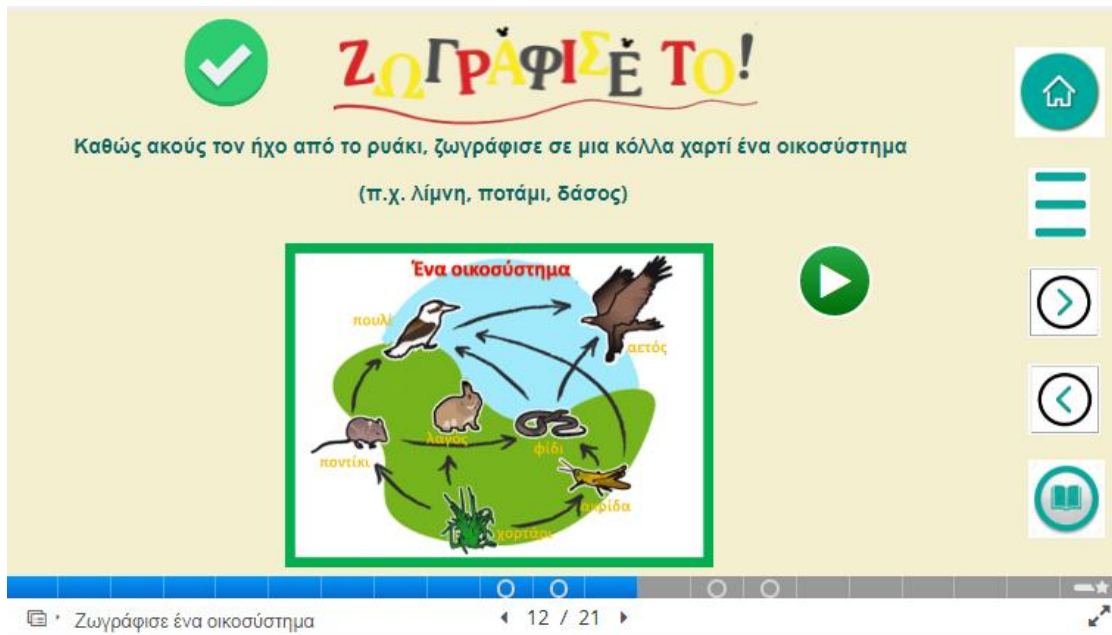 ΖΩΓΡΆΦΙΣΈ ΤΟ!
Καθώς ακούς τον ήχο από το ρυάκι, ζωγράφισε σε μια κόλλα χαρτί ένα οικοσύστημα
(π.χ. λίμνη, ποτάμι, δάσος)
Ένα οικοσύστημα
πουλί
αετός
λαγός
φίδι
ποντίκι
ακρίδα
χορτάρι
Ζωγράφισε ένα οικοσύστημα
12 / 21